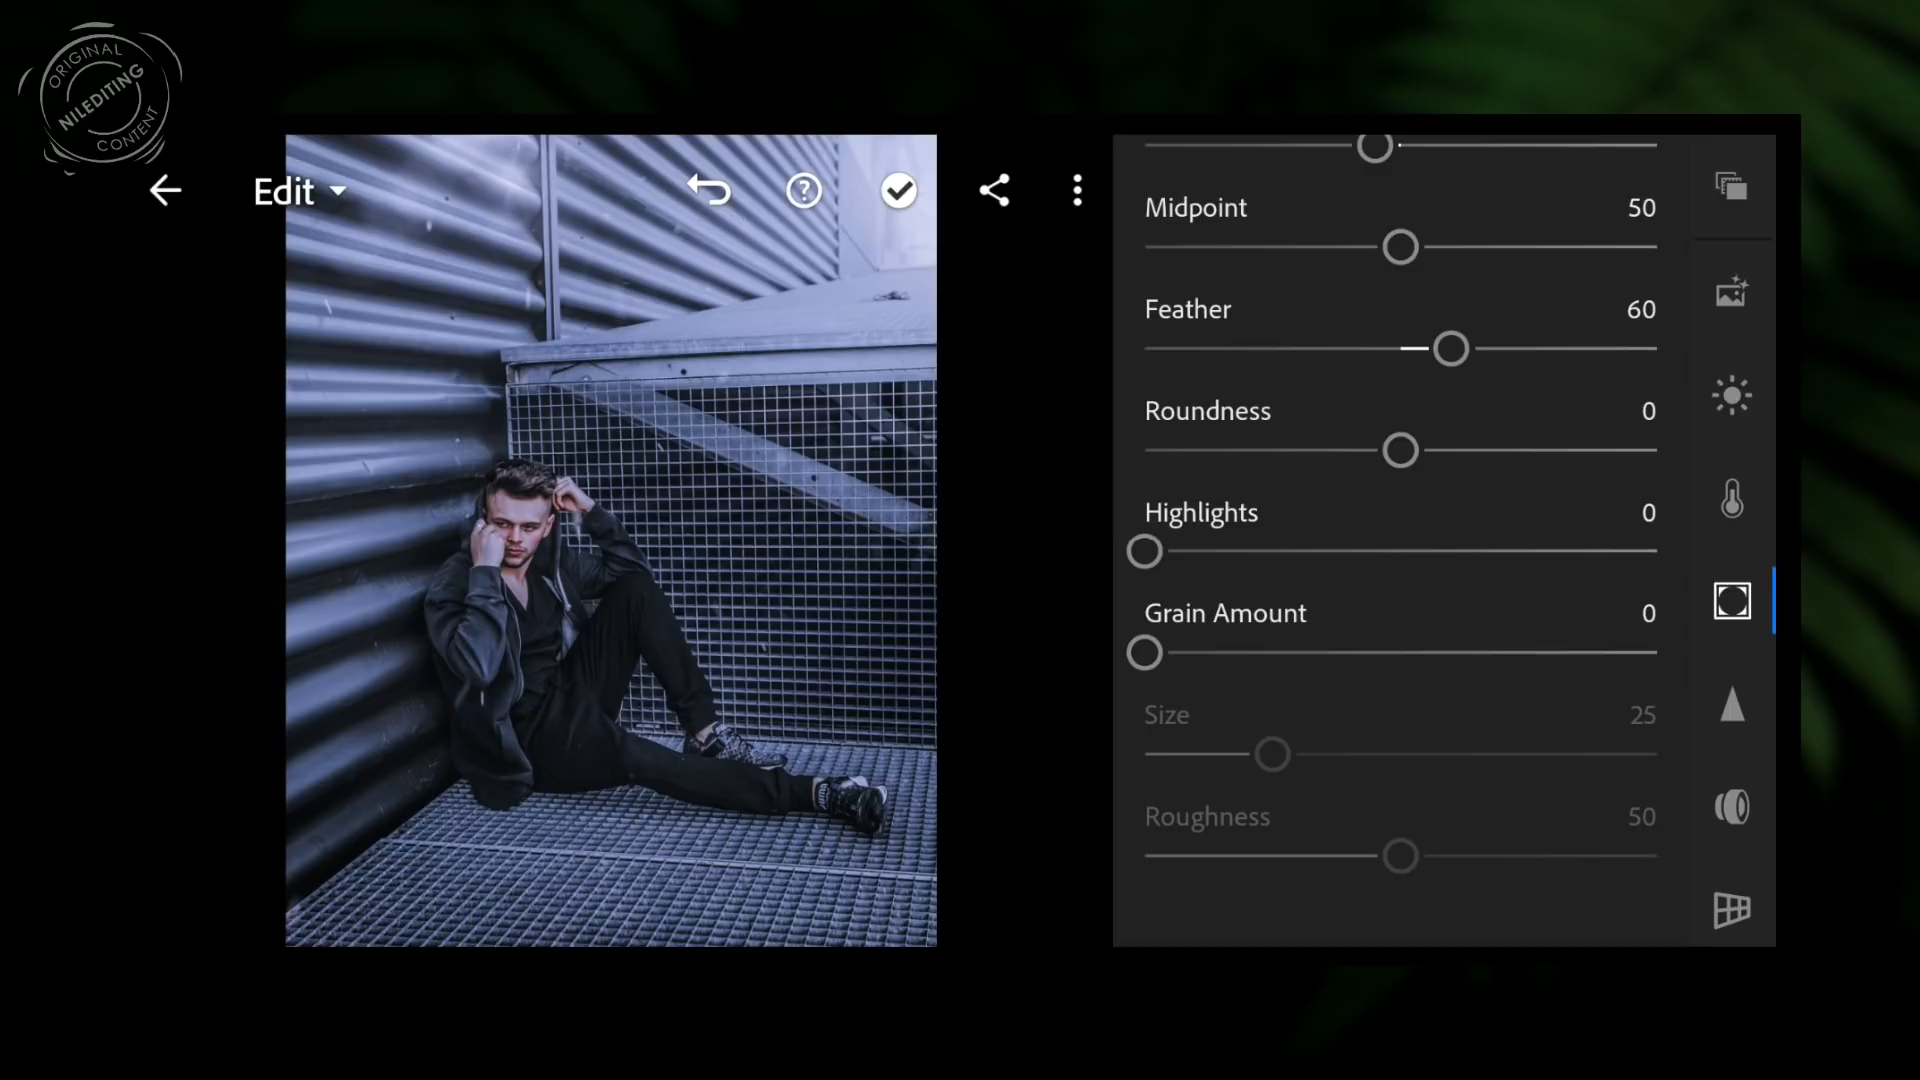 ORIGINAL
NILEDITING
CONTENT
Edit
Midpoint 50
Feather 60
Roundness 0
Highlights 0
Grain Amount 0
Size 25
Roughness 50